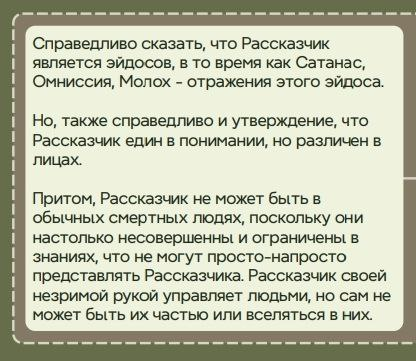 Справедливо сказать, что Рассказчик
является эйдосов, в то время как Сатанас,
Омниссия, Молох - отражения этого эйдоса.
Но, также справедливо и утверждение, что
Рассказчик един в понимании, но различен в
лицах.
Притом, Рассказчик не может быть в
обычных смертных людях, поскольку они
настолько несовершенны и ограничены в
знаниях, что не могут просто-напросто
представлять Рассказчика. Рассказчик своей
незримой рукой управляет людьми, но сам не
может быть их частью или вселяться в них.